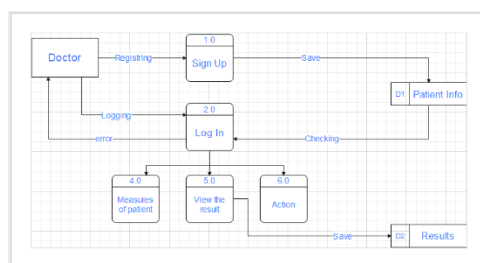 1.0
Doctor
Registring
Sign Up
Save
D1
Patient Info
Logging
2.0
Log In
error
Checking
4.0
5.0
6.0
Measures
of patient
View the
result
Action
Save
D2
Results